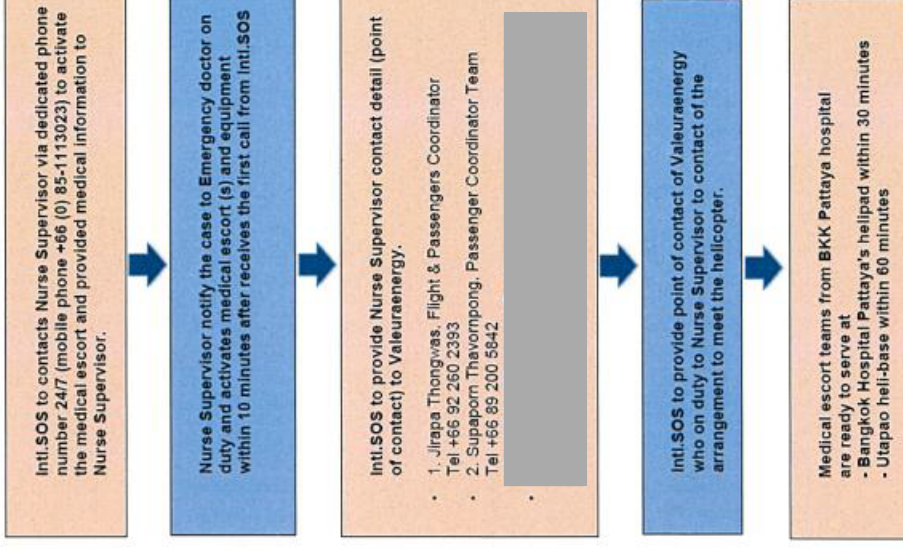 Intl.SOS to contacts Nurse Supervisor via dedicated phone
number 24/7 (mobile phone +66 (0) 85-1113023) to activate
the medical escort and provided medical information to
Nurse Supervisor.
Nurse Supervisor notify the case to Emergency doctor on
duty and activates medical escort (s) and equipment
within 10 minutes after receives the first call from Intl.SOS
Intl.SOS to provide Nurse Supervisor contact detail (point
of contact) to Valeuraenergy.
• 1. Jirapa Thongwas, Flight & Passengers Coordinator
Tel +66 92 260 2393
• 2. Supaporn Thavornpong, Passenger Coordinator Team
Tel +66 89 200 5842
•
Intl.SOS to provide point of contact of Valeuraenergy
who on duty to Nurse Supervisor to contact of the
arrangement to meet the helicopter.
Medical escort teams from BKK Pattaya hospital
are ready to serve at
- Bangkok Hospital Pattaya's helipad within 30 minutes
- Utapao heli-base within 60 minutes